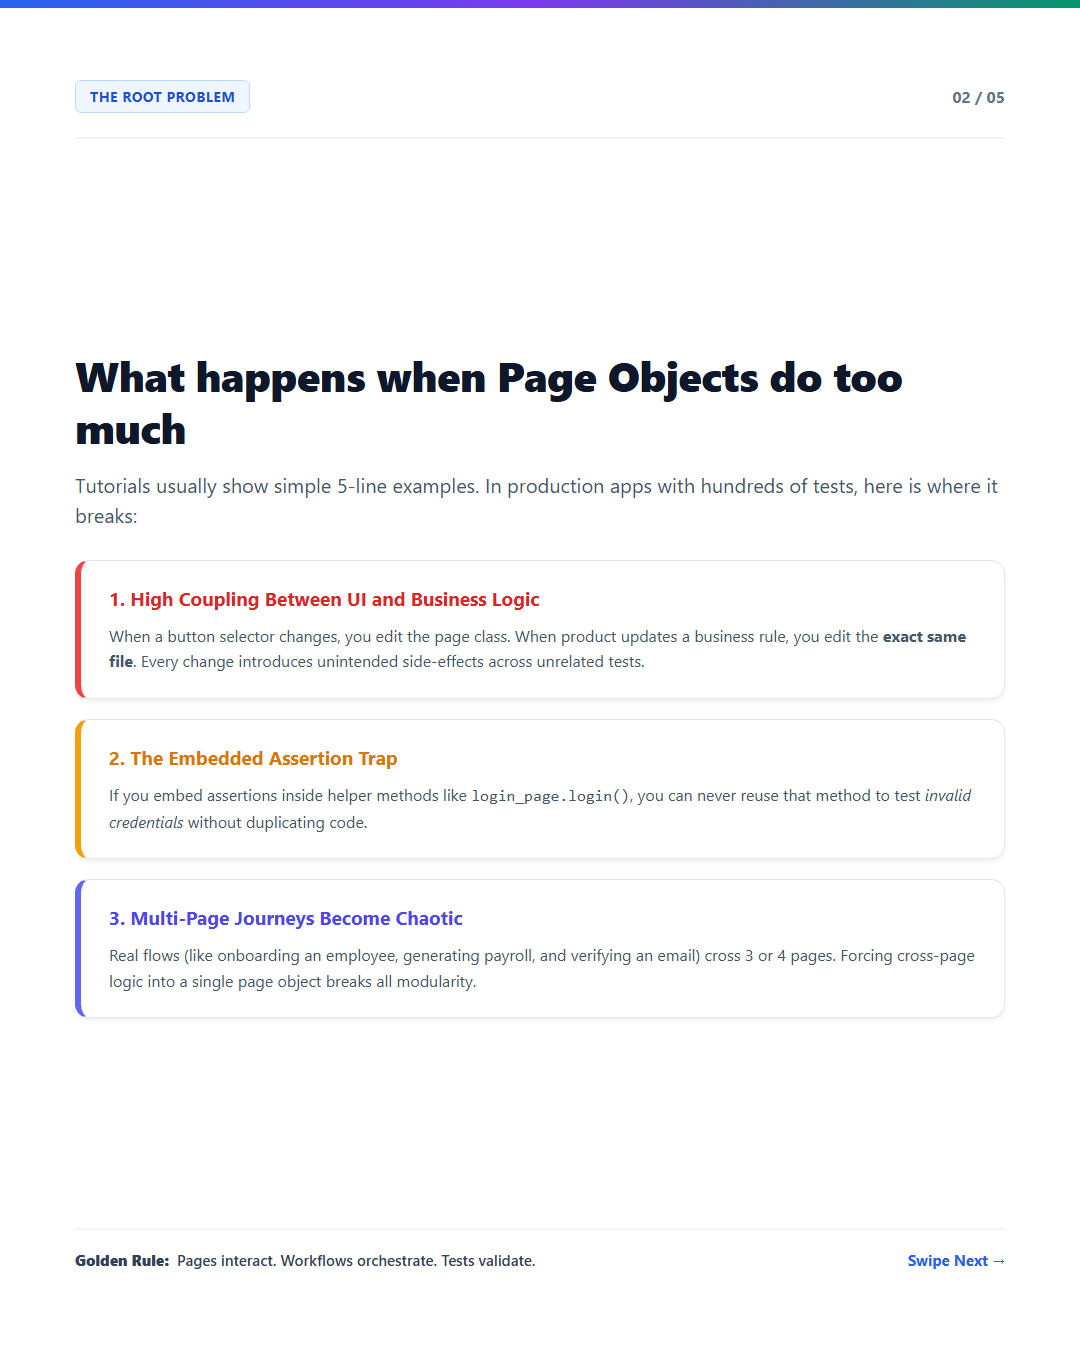 THE ROOT PROBLEM
02 / 05
What happens when Page Objects do too
much
Tutorials usually show simple 5-line examples. In production apps with hundreds of tests, here is where it
breaks:
1. High Coupling Between UI and Business Logic
When a button selector changes, you edit the page class. When product updates a business rule, you edit the exact same
file. Every change introduces unintended side-effects across unrelated tests.
2. The Embedded Assertion Trap
If you embed assertions inside helper methods like login_page.login(), you can never reuse that method to test invalid
credentials without duplicating code.
3. Multi-Page Journeys Become Chaotic
Real flows (like onboarding an employee, generating payroll, and verifying an email) cross 3 or 4 pages. Forcing cross-page
logic into a single page object breaks all modularity.
Golden Rule: Pages interact. Workflows orchestrate. Tests validate.
Swipe Next →